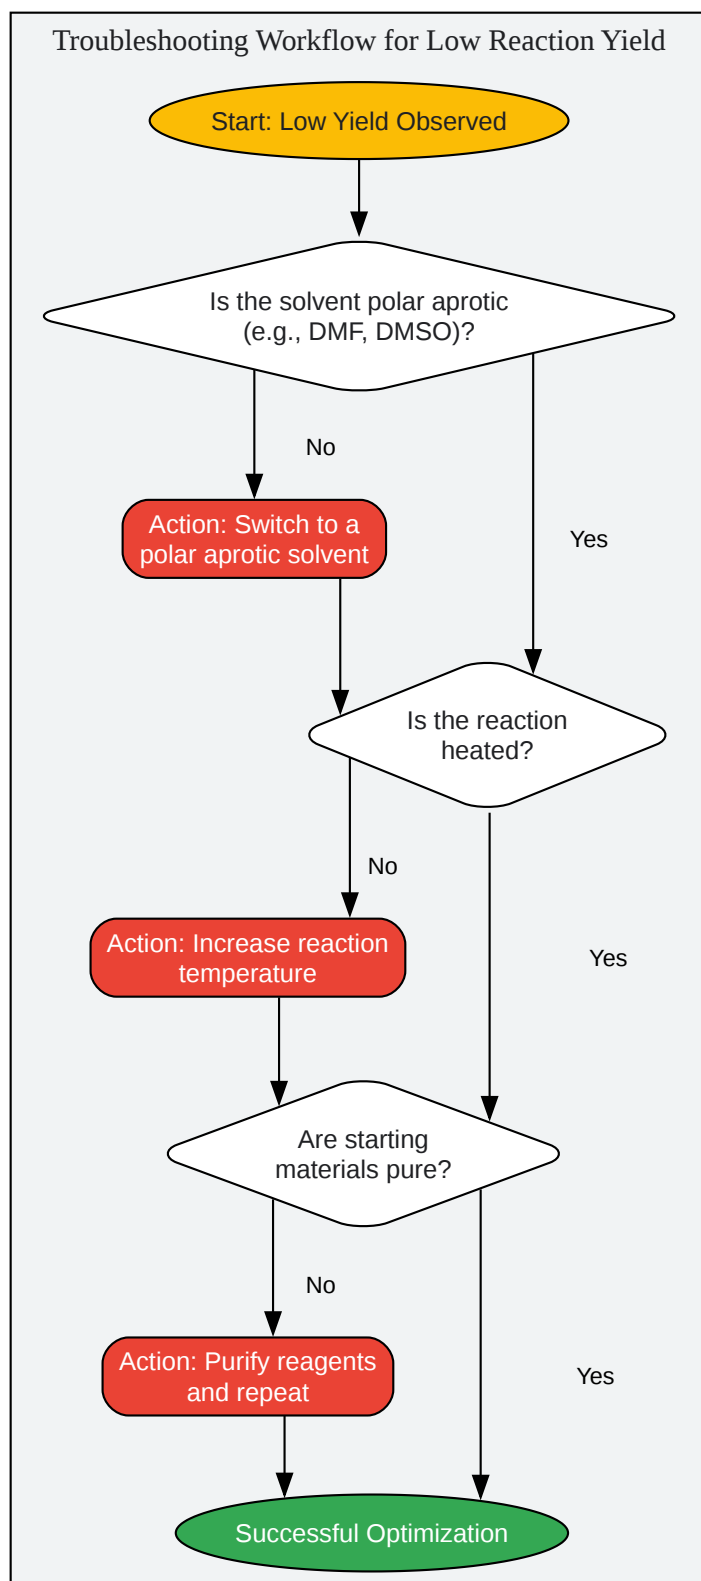 Troubleshooting Workflow for Low Reaction Yield
Start: Low Yield Observed
Is the solvent polar aprotic
(e.g., DMF, DMSO)?
No
Action: Switch to a
polar aprotic solvent
Yes
Is the reaction
heated?
No
Action: Increase reaction
temperature
Yes
Are starting
materials pure?
No
Action: Purify reagents
and repeat
Yes
Successful Optimization